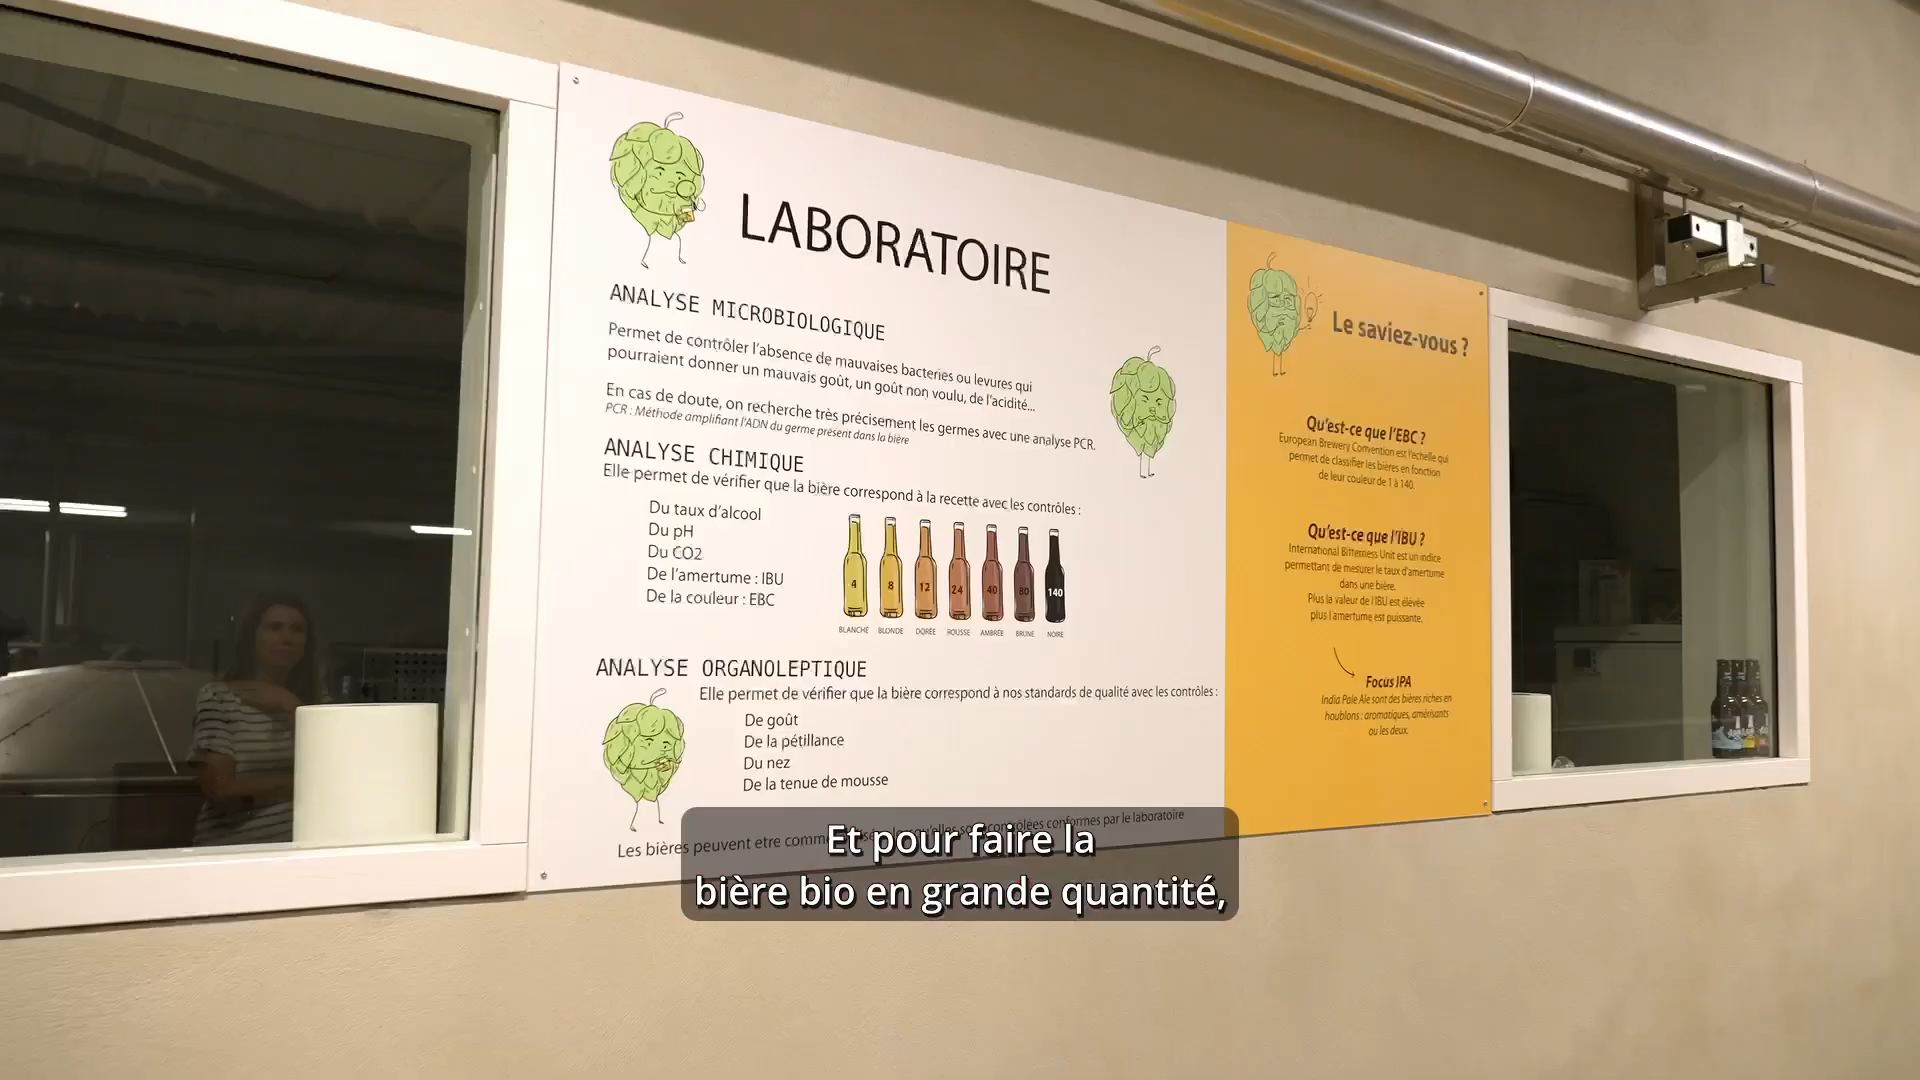 LABORATOIRE
ANALYSE MICROBIOLOGIQUE
Permet de contrôler l'absence de mauvaises bacteries ou levures qui
pourraient donner un mauvais goût, un goût non voulu, de l'acidité...
En cas de doute, on recherche très précisement les germes avec une analyse PCR.
PCR : Méthode amplifiant l'ADN du germe présent dans la bière
ANALYSE CHIMIQUE
Elle permet de vérifier que la bière correspond à la recette avec les contrôles :
Du taux d'alcool
Du pH
Du CO2
De l'amertume : IBU
De la couleur : EBC
4 8 12 24 40 80 140
BLANCHE BLONDE DORÉE ROUSSE AMBRÉE BRUNE NOIRE
ANALYSE ORGANOLEPTIQUE
Elle permet de vérifier que la bière correspond à nos standards de qualité avec les contrôles :
De goût
De la pétillance
Du nez
De la tenue de mousse
Les bières peuvent etre contrôlées conformes par le laboratoire
Le saviez-vous ?
Qu'est-ce que l'EBC ?
European Brewery Convention est l'echelle qui
permet de classifier les bières en fonction
de leur couleur de 1 à 140.
Qu'est-ce que l'IBU ?
International Bitterness Unit est un indice
permettant de mesurer le taux d'amertume
dans une bière.
Plus la valeur de l'IBU est élevée
plus l'amertume est puissante.
Focus IPA
India Pale Ale sont des bières riches en
houblons : aromatiques, amérisants
ou les deux.
Et pour faire la
bière bio en grande quantité,